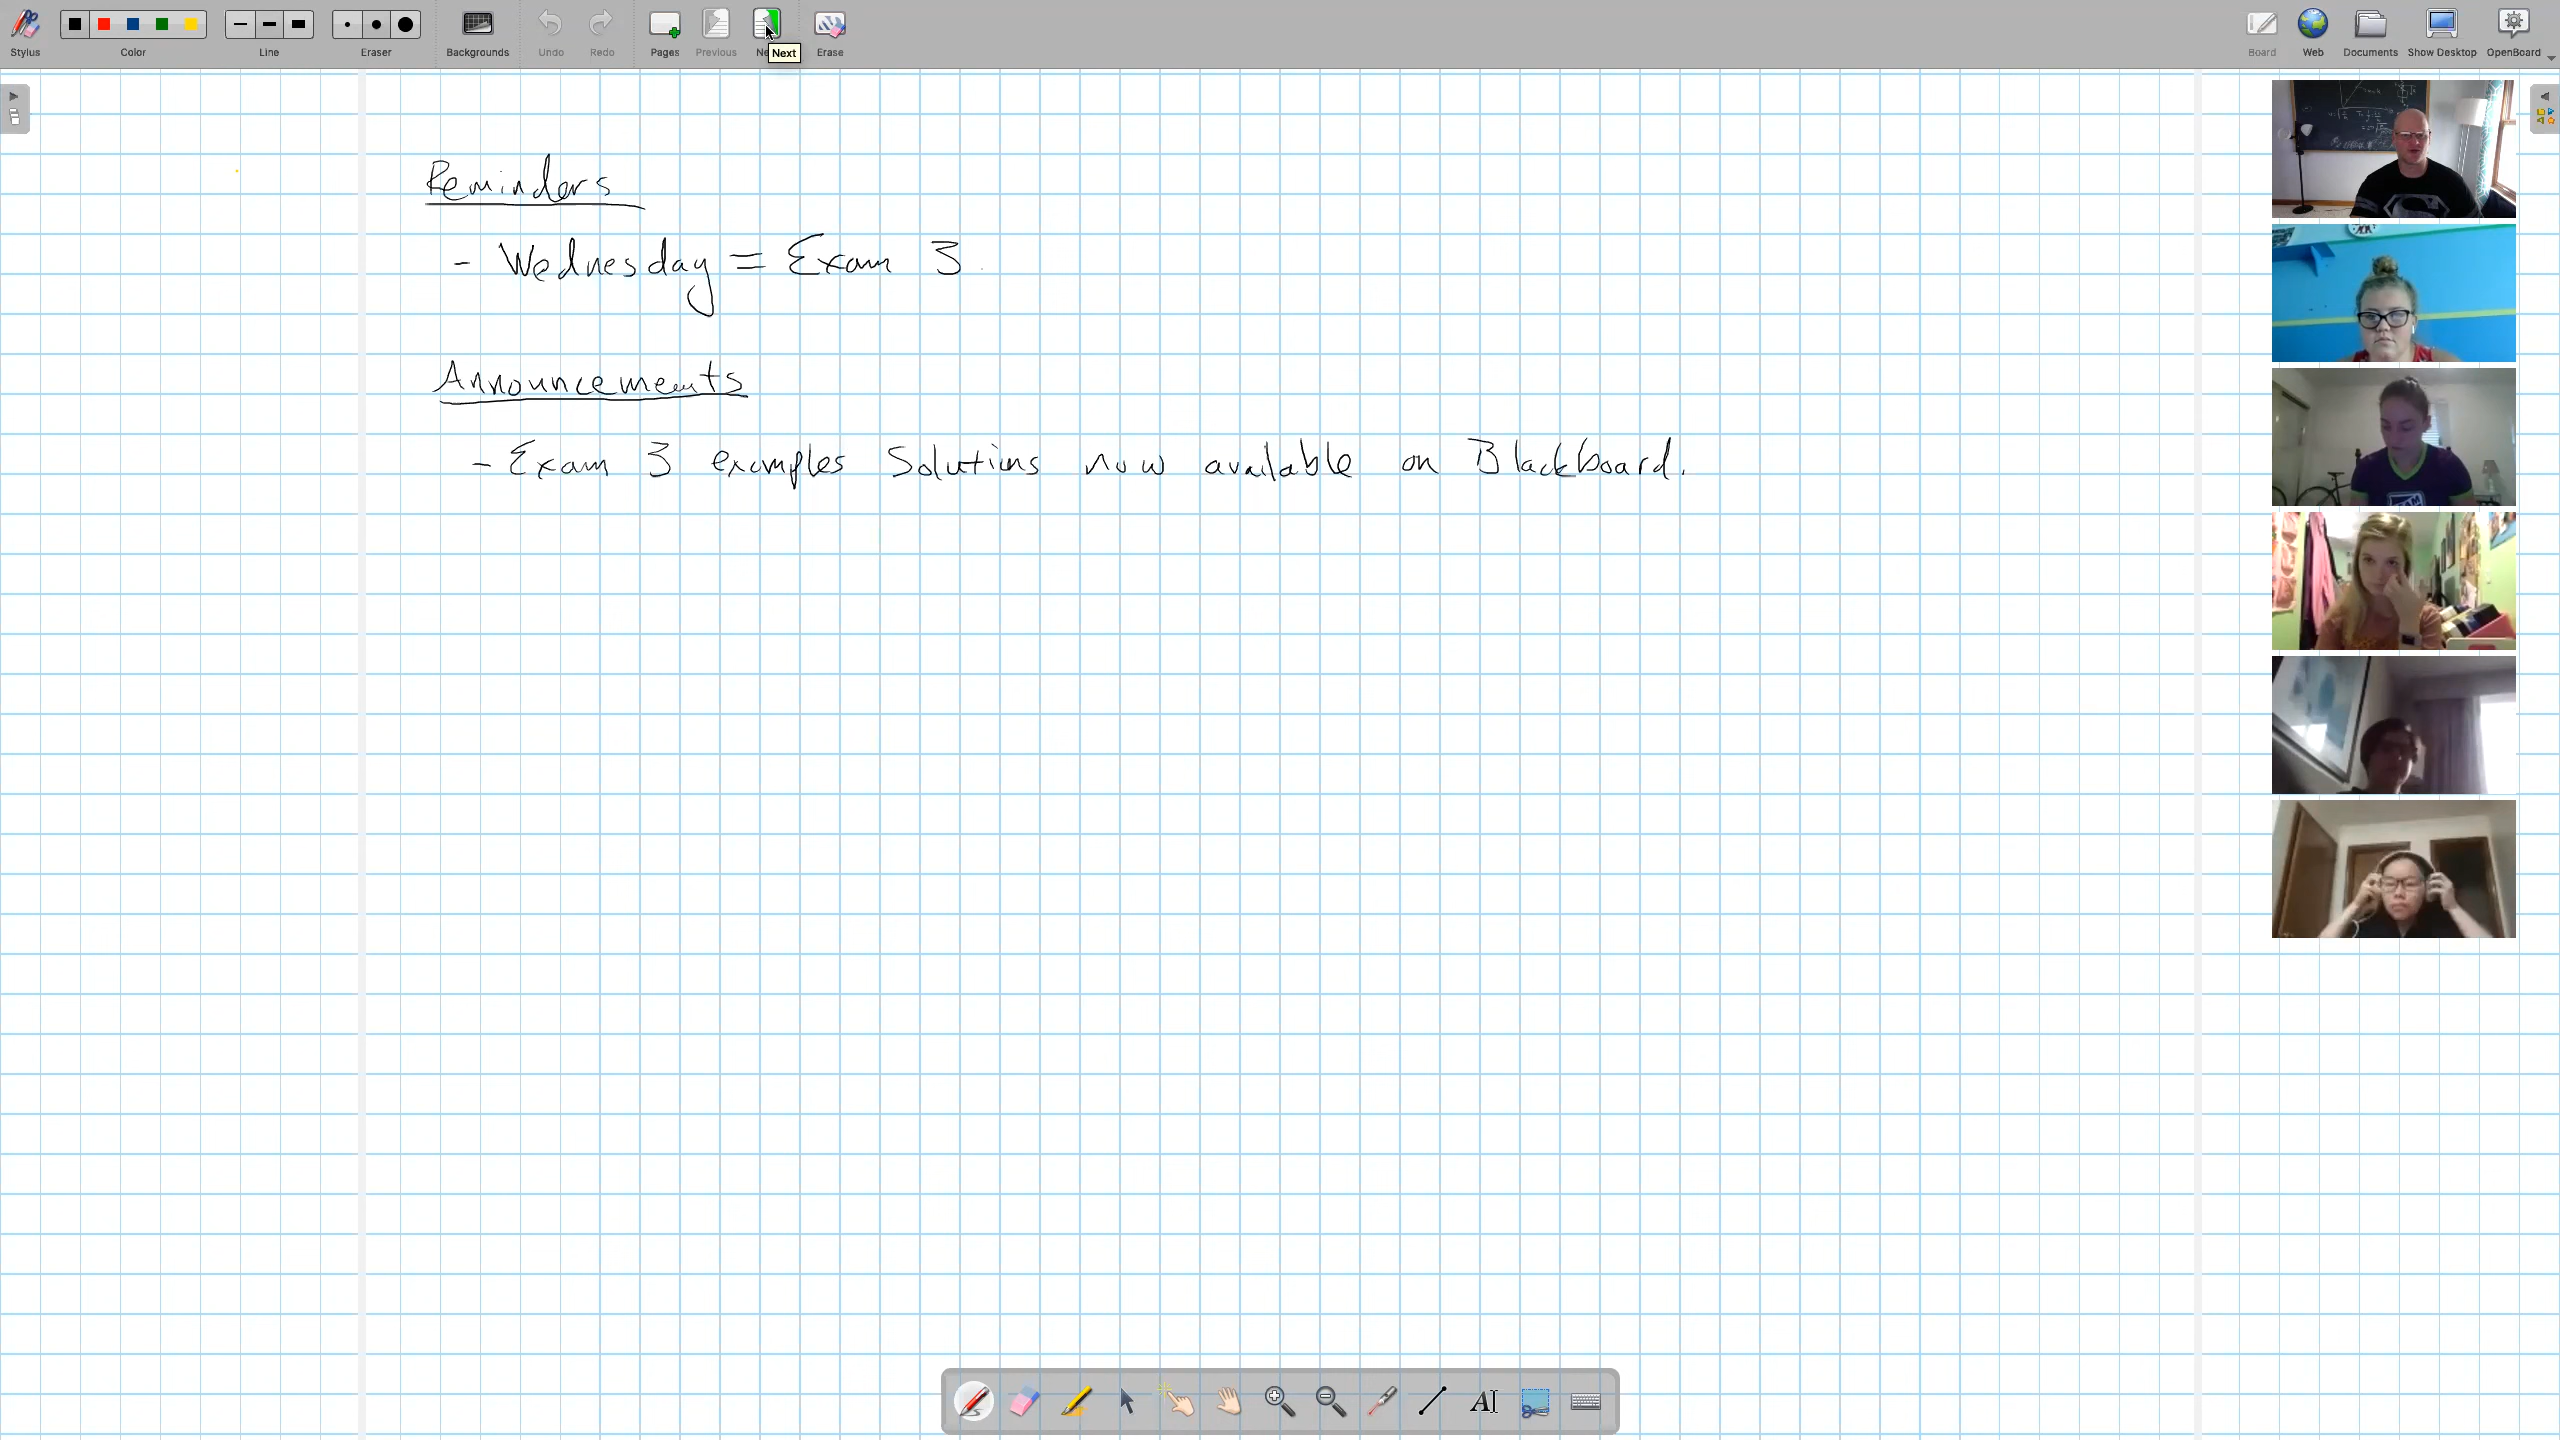 Stylus Color Line Eraser Backgrounds Undo Redo Pages Previous Next Erase Board Web Documents Show Desktop OpenBoard
Reminders
- Wednesday = Exam 3
Announcements
- Exam 3 examples Solutions now available on Blackboard.